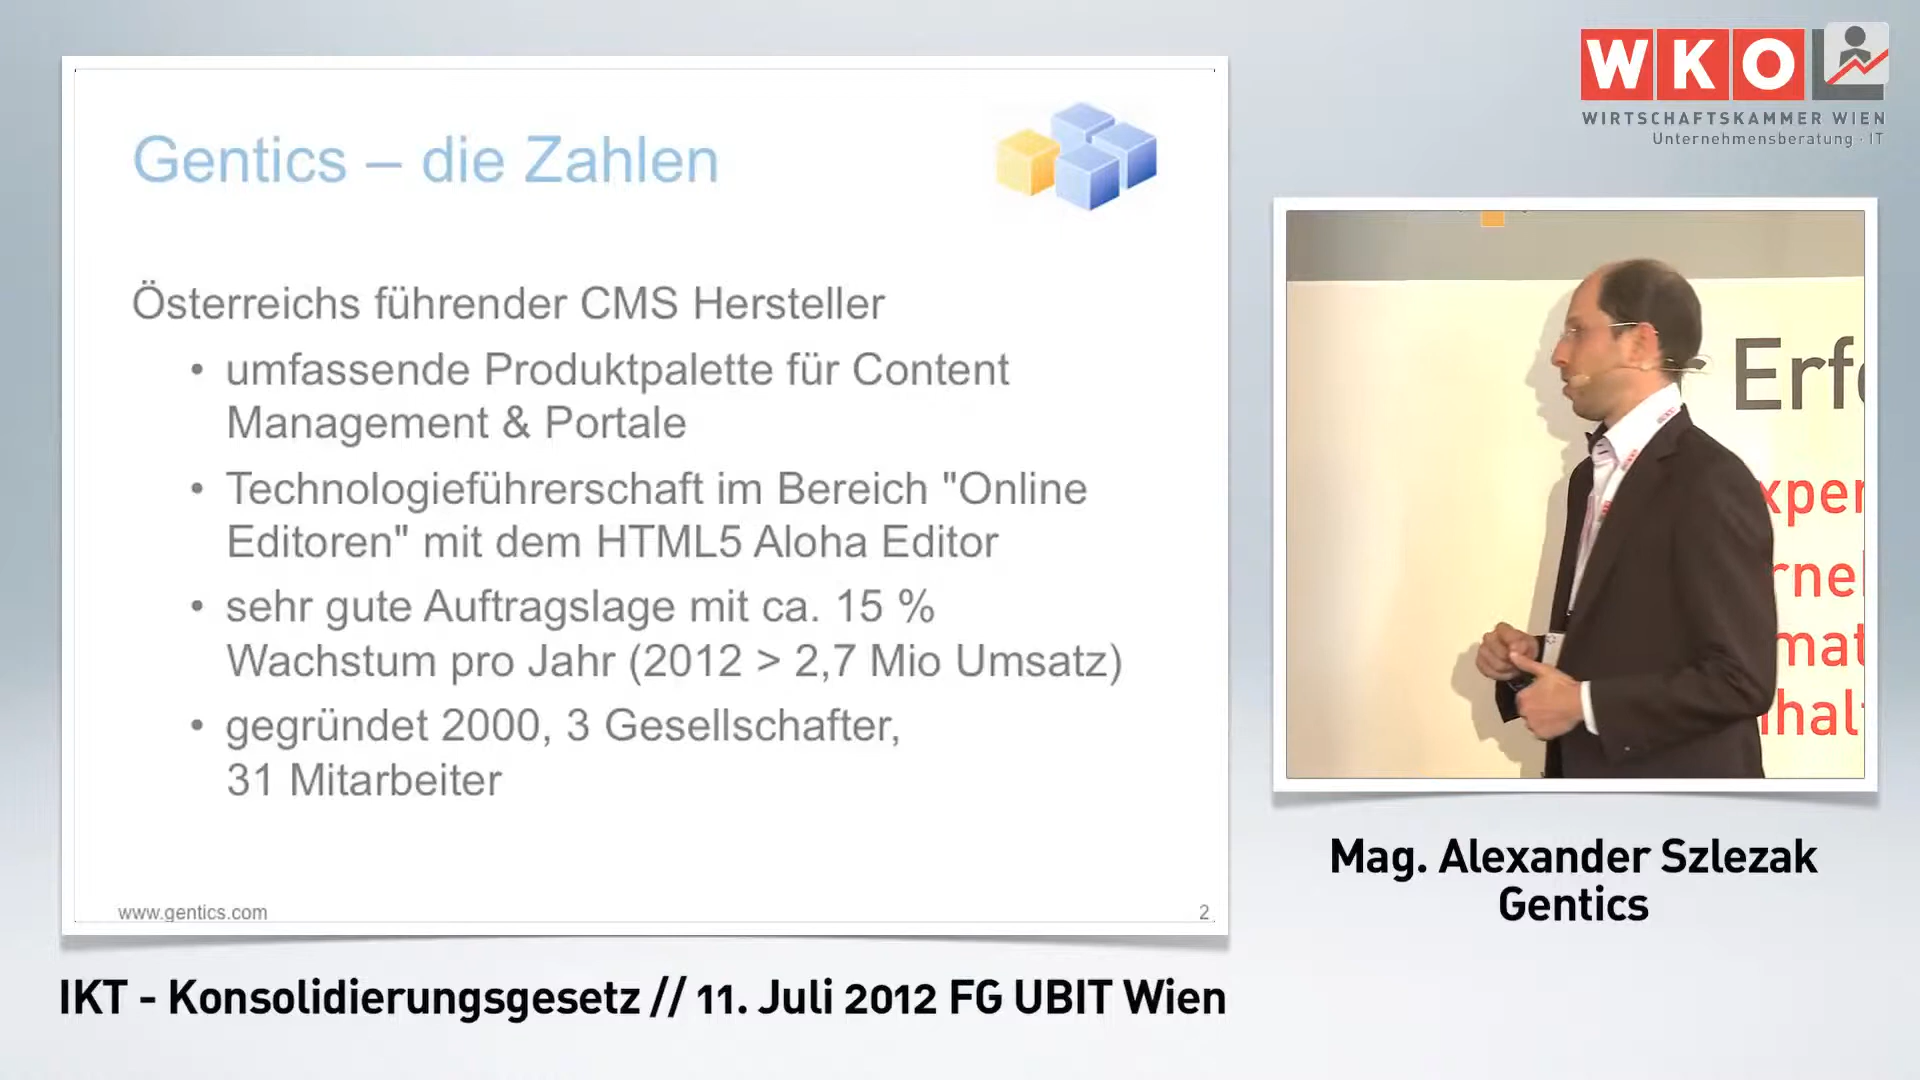 WKO
WIRTSCHAFTSKAMMER WIEN
Unternehmensberatung · IT
Gentics – die Zahlen
Österreichs führender CMS Hersteller
• umfassende Produktpalette für Content
Management & Portale
• Technologieführerschaft im Bereich "Online
Editoren" mit dem HTML5 Aloha Editor
• sehr gute Auftragslage mit ca. 15 %
Wachstum pro Jahr (2012 > 2,7 Mio Umsatz)
• gegründet 2000, 3 Gesellschafter,
31 Mitarbeiter
www.gentics.com
2
Mag. Alexander Szlezak
Gentics
IKT - Konsolidierungsgesetz // 11. Juli 2012 FG UBIT Wien